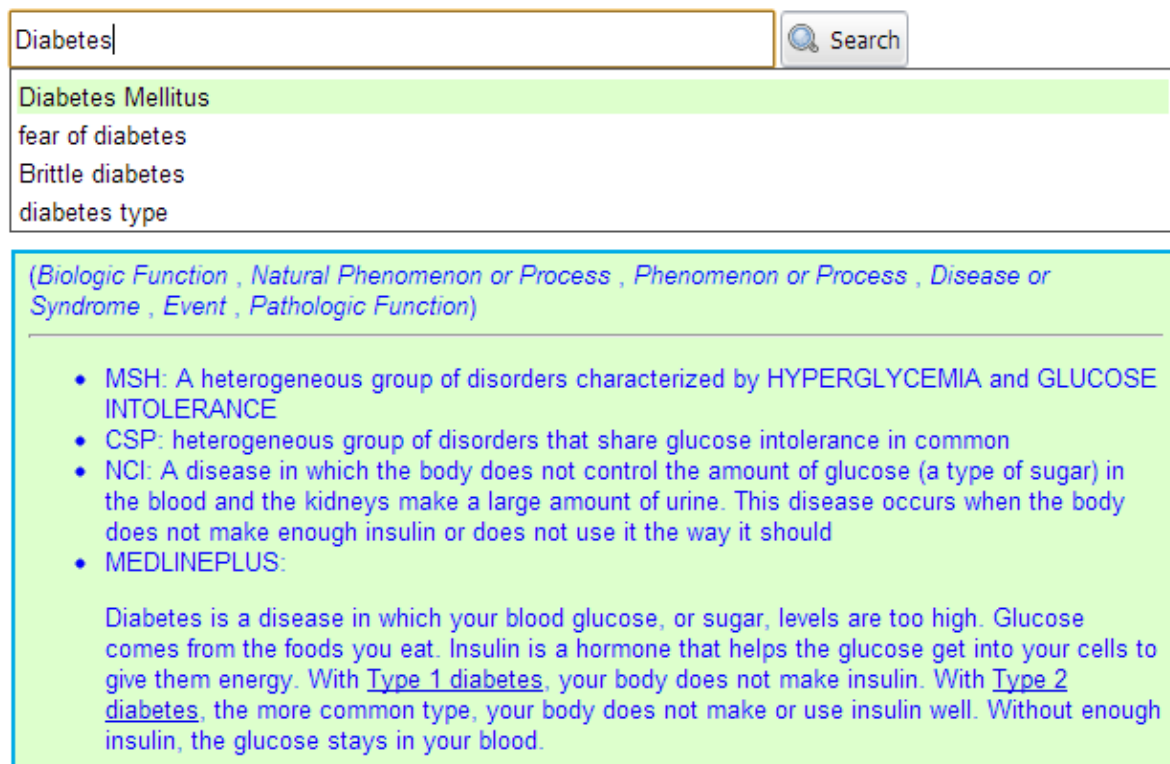 Diabetes
Search
Diabetes Mellitus
fear of diabetes
Brittle diabetes
diabetes type
(Biologic Function , Natural Phenomenon or Process , Phenomenon or Process , Disease or
Syndrome , Event , Pathologic Function)
• MSH: A heterogeneous group of disorders characterized by HYPERGLYCEMIA and GLUCOSE
INTOLERANCE
• CSP: heterogeneous group of disorders that share glucose intolerance in common
• NCI: A disease in which the body does not control the amount of glucose (a type of sugar) in
the blood and the kidneys make a large amount of urine. This disease occurs when the body
does not make enough insulin or does not use it the way it should
• MEDLINEPLUS:
Diabetes is a disease in which your blood glucose, or sugar, levels are too high. Glucose
comes from the foods you eat. Insulin is a hormone that helps the glucose get into your cells to
give them energy. With Type 1 diabetes, your body does not make insulin. With Type 2
diabetes, the more common type, your body does not make or use insulin well. Without enough
insulin, the glucose stays in your blood.